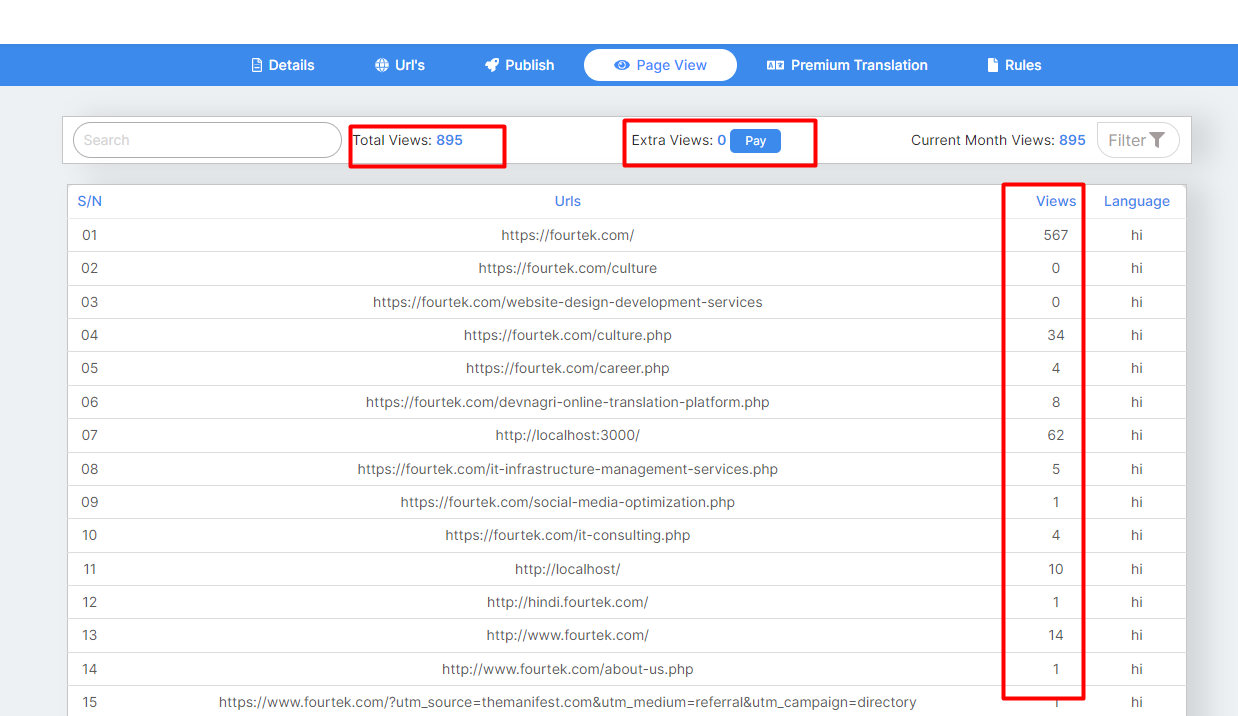 Details Url's Publish Page View Premium Translation Rules
Search Total Views: 895 Extra Views: 0 Pay Current Month Views: 895 Filter
S/N Urls Views Language
01 https://fourtek.com/ 567 hi
02 https://fourtek.com/culture 0 hi
03 https://fourtek.com/website-design-development-services 0 hi
04 https://fourtek.com/culture.php 34 hi
05 https://fourtek.com/career.php 4 hi
06 https://fourtek.com/devnagri-online-translation-platform.php 8 hi
07 http://localhost:3000/ 62 hi
08 https://fourtek.com/it-infrastructure-management-services.php 5 hi
09 https://fourtek.com/social-media-optimization.php 1 hi
10 https://fourtek.com/it-consulting.php 4 hi
11 http://localhost/ 10 hi
12 http://hindi.fourtek.com/ 1 hi
13 http://www.fourtek.com/ 14 hi
14 http://www.fourtek.com/about-us.php 1 hi
15 https://www.fourtek.com/?utm_source=themanifest.com&utm_medium=referral&utm_campaign=directory hi